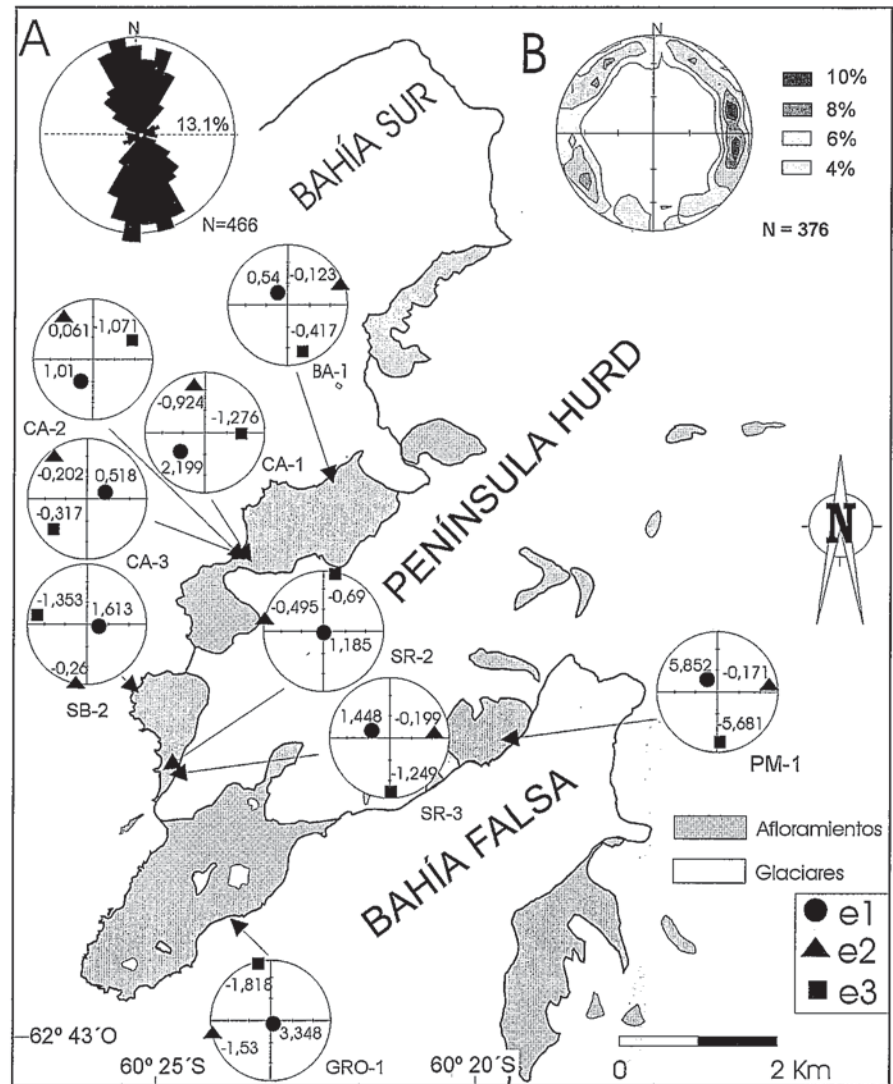 A
N
13.1%
N=466
BAHÍA SUR
B
10%
8%
6%
4%
N = 376
0,54
-0,123
-0,417
BA-1
0,061
-1,071
1,01
CA-2
-0,924
-1,276
2,199
CA-1
-0,202
0,518
-0,317
CA-3
PENÍNSULA HURD
N
-1,353
1,613
-0,26
SB-2
-0,495
-0,69
1,185
SR-2
1,448
-0,199
-1,249
SR-3
5,852
-0,171
-5,681
PM-1
BAHÍA FALSA
Afloramientos
Glaciares
e1
e2
e3
-1,818
3,348
-1,53
GRO-1
62º 43´O
60º 25´S
60º 20´S
0
2 Km